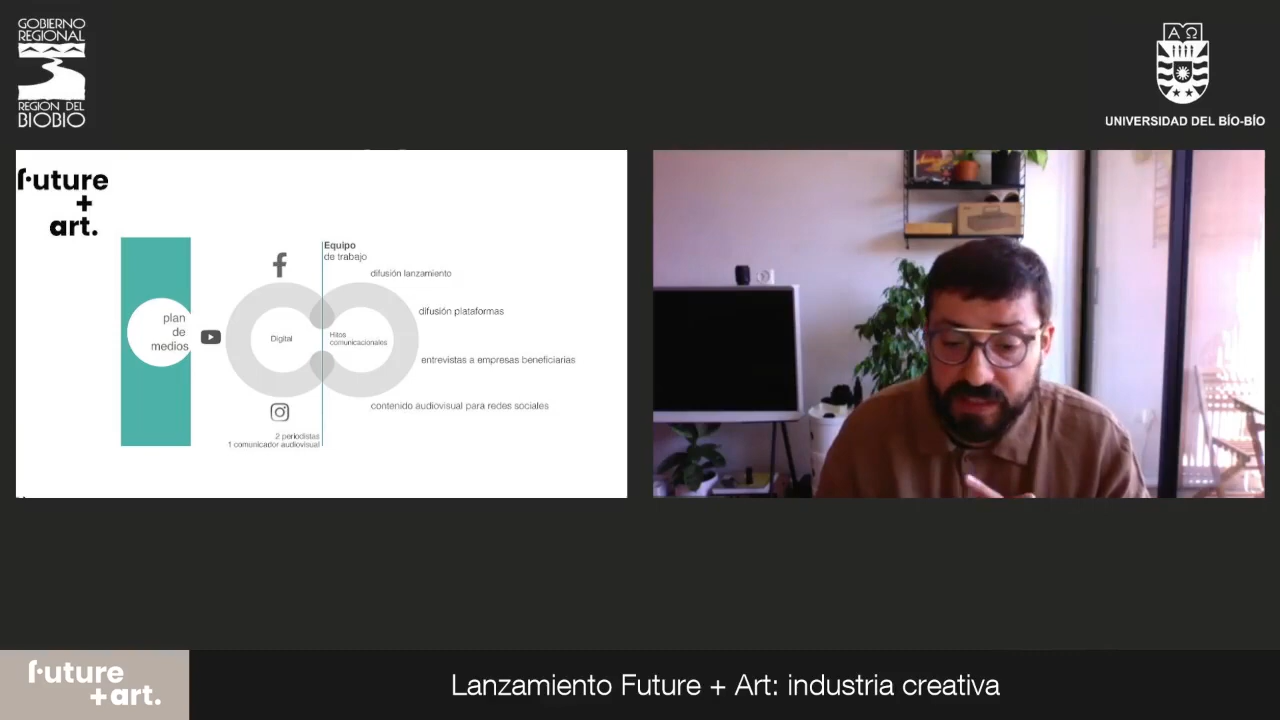 GOBIERNO
REGIONAL
REGION DEL
BIOBIO
ΑΩ
UNIVERSIDAD DEL BÍO-BÍO
future
+
art.
plan
de
medios
Equipo
de trabajo
difusión lanzamiento
difusión plataformas
Digital
Hitos
comunicacionales
entrevistas a empresas beneficiarias
contenido audiovisual para redes sociales
2 periodistas
1 comunicador audiovisual
future
+art.
Lanzamiento Future + Art: industria creativa